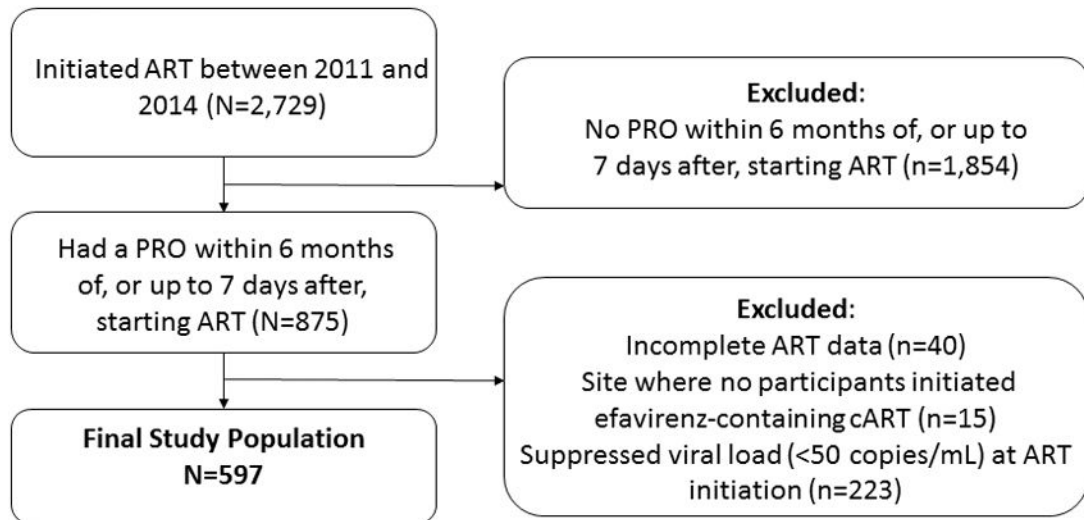 Initiated ART between 2011 and
2014 (N=2,729)
Excluded:
No PRO within 6 months of, or up to
7 days after, starting ART (n=1,854)
Had a PRO within 6 months
of, or up to 7 days after,
starting ART (N=875)
Excluded:
Incomplete ART data (n=40)
Site where no participants initiated
efavirenz-containing cART (n=15)
Suppressed viral load (<50 copies/mL) at ART
initiation (n=223)
Final Study Population
N=597